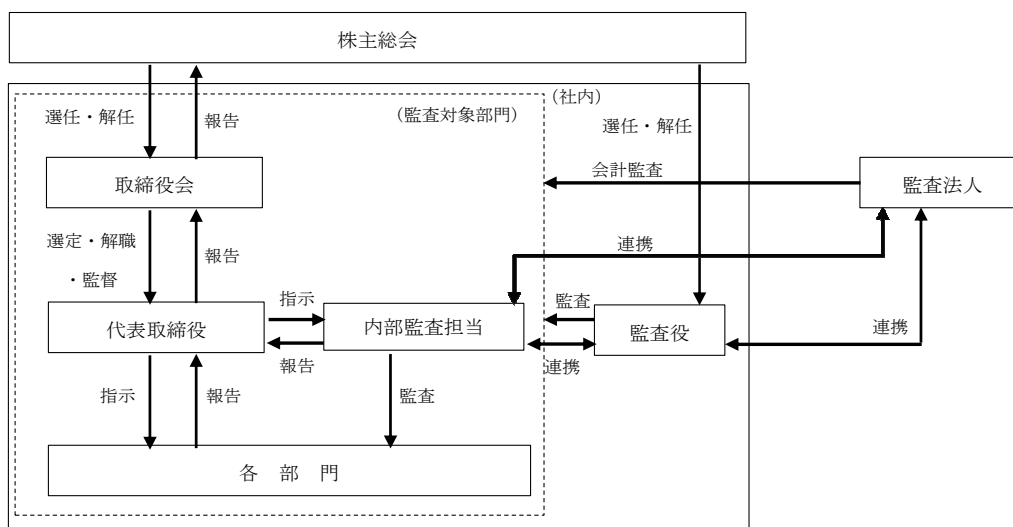 株主総会
（社内）
（監査対象部門）
選任・解任
報告
選任・解任
会計監査
取締役会
監査法人
選定・解職
・監督
報告
連携
指示
監査
代表取締役
内部監査担当
監査役
連携
報告
連携
指示
報告
監査
各　部　門